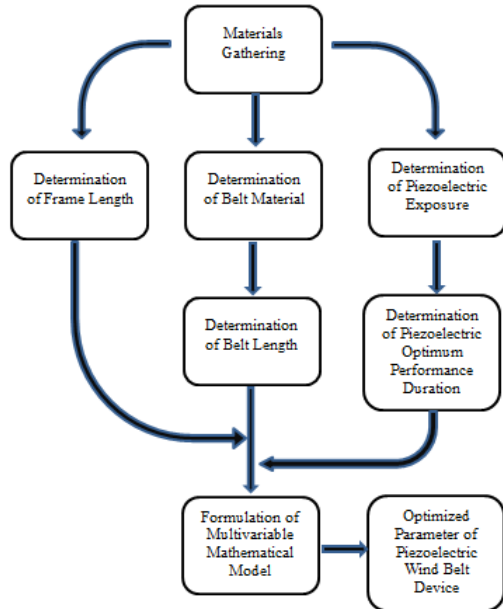 Materials
Gathering
Determination
of Frame Length
Determination
of Belt Material
Determination
of Piezoelectric
Exposure
Determination
of Belt Length
Determination
of Piezoelectric
Optimum
Performance
Duration
Formulation of
Multivariable
Mathematical
Model
Optimized
Parameter of
Piezoelectric
Wind Belt
Device